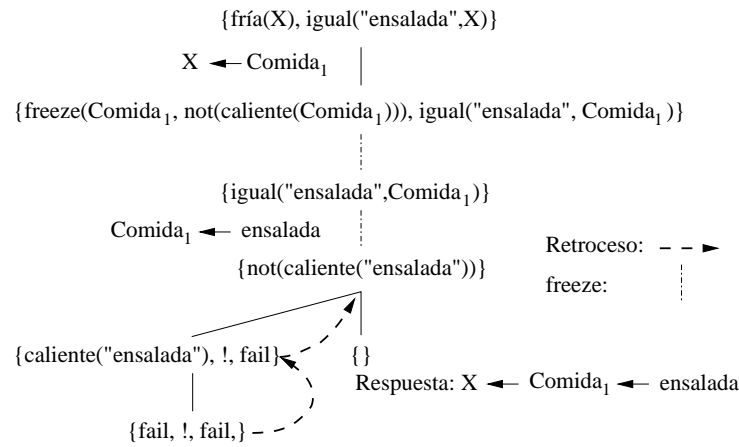 {fría(X), igual("ensalada",X)}
X ← Comida₁
{freeze(Comida₁, not(caliente(Comida₁))), igual("ensalada", Comida₁)}
{igual("ensalada",Comida₁)}
Comida₁ ← ensalada
{not(caliente("ensalada"))}
Retroceso:
freeze:
{caliente("ensalada"), !, fail}
{}
Respuesta: X ← Comida₁ ← ensalada
{fail, !, fail,}